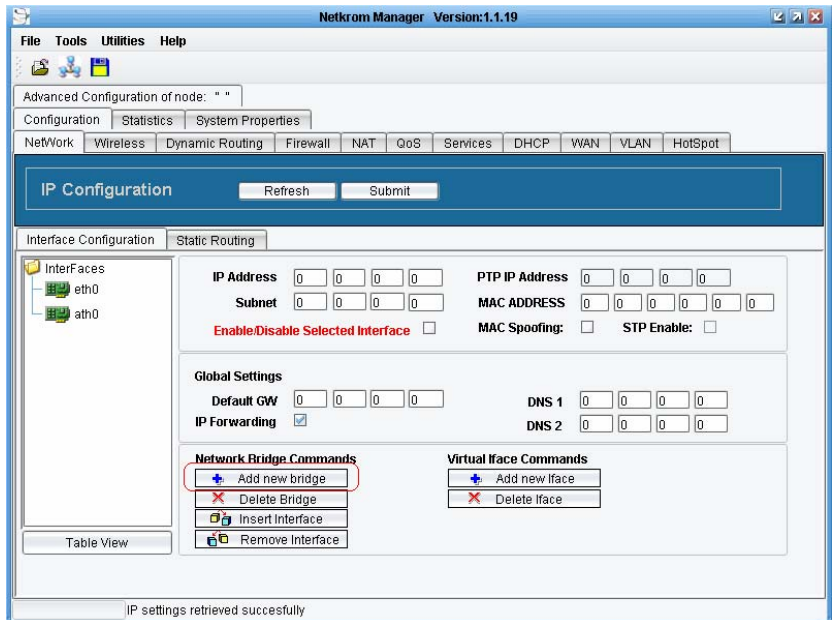 Netkrom Manager Version:1.1.19
File Tools Utilities Help
Advanced Configuration of node: " "
Configuration Statistics System Properties
NetWork Wireless Dynamic Routing Firewall NAT QoS Services DHCP WAN VLAN HotSpot
IP Configuration Refresh Submit
Interface Configuration Static Routing
InterFaces
eth0
ath0
Table View
IP Address 0 0 0 0 PTP IP Address 0 0 0 0
Subnet 0 0 0 0 MAC ADDRESS 0 0 0 0 0 0
Enable/Disable Selected Interface MAC Spoofing: STP Enable:
Global Settings
Default GW 0 0 0 0 DNS 1 0 0 0 0
IP Forwarding DNS 2 0 0 0 0
Network Bridge Commands Virtual Iface Commands
Add new bridge Add new Iface
Delete Bridge Delete Iface
Insert Interface
Remove Interface
IP settings retrieved succesfully